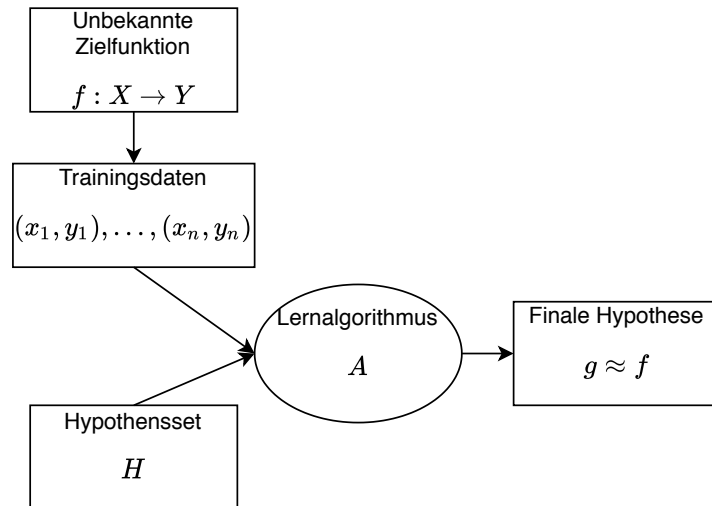 Unbekannte
Zielfunktion
f : X → Y
Trainingsdaten
(x₁, y₁), . . . , (xₙ, yₙ)
Lernalgorithmus
A
Finale Hypothese
g ≈ f
Hypothensset
H